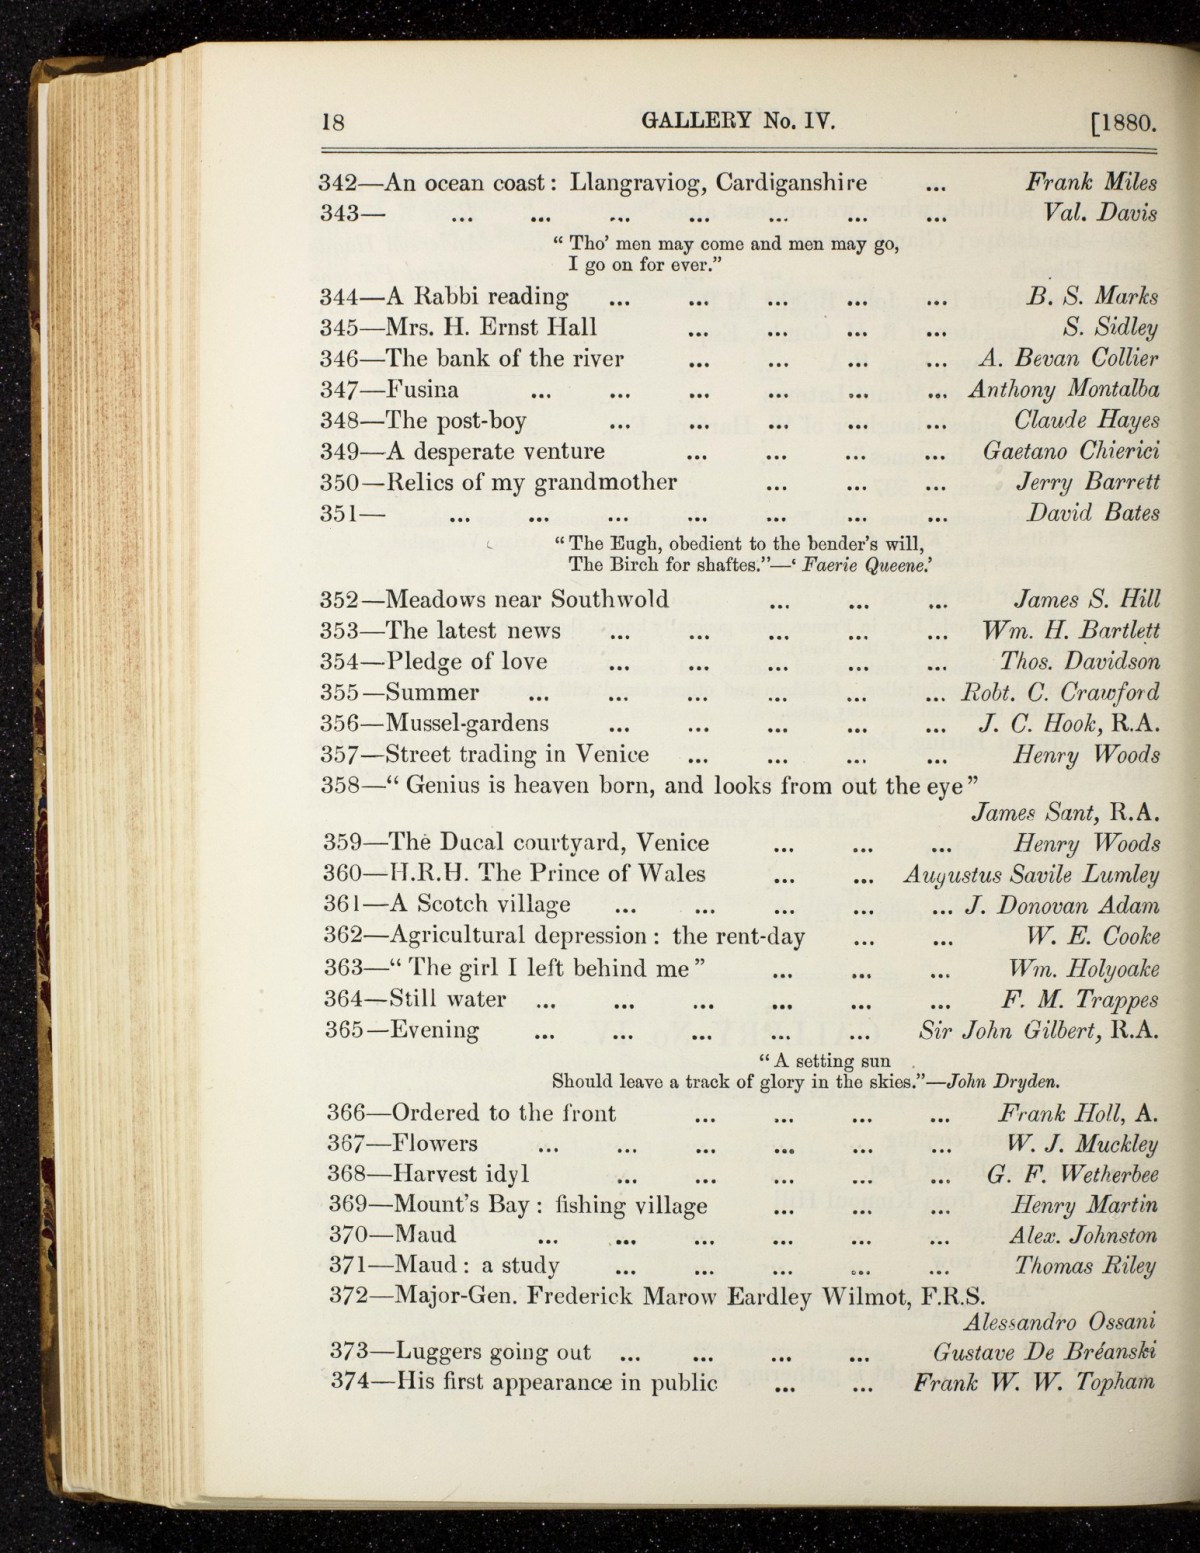 18 GALLERY No. IV. [1880.
342—An ocean coast: Llangraviog, Cardiganshire ... Frank Miles
343— ... ... ... ... ... ... ... Val. Davis
“ Tho’ men may come and men may go,
I go on for ever.”
344—A Rabbi reading ... ... ... ... ... B. S. Marks
345—Mrs. H. Ernst Hall ... ... ... ... S. Sidley
346—The bank of the river ... ... ... ... A. Bevan Collier
347—Fusina ... ... ... ... ... ... Anthony Montalba
348—The post-boy ... ... ... ... ... Claude Hayes
349—A desperate venture ... ... ... ... Gaetano Chierici
350—Relics of my grandmother ... ... ... Jerry Barrett
351— ... ... ... ... ... ... ... David Bates
“ The Eugh, obedient to the bender’s will,
The Birch for shaftes.”—‘ Faerie Queene.’
352—Meadows near Southwold ... ... ... James S. Hill
353—The latest news ... ... ... ... ... Wm. H. Bartlett
354—Pledge of love ... ... ... ... ... Thos. Davidson
355—Summer ... ... ... ... ... ... Robt. C. Crawford
356—Mussel-gardens ... ... ... ... ... J. C. Hook, R.A.
357—Street trading in Venice ... ... ... ... Henry Woods
358—“ Genius is heaven born, and looks from out the eye”
James Sant, R.A.
359—The Ducal courtyard, Venice ... ... ... Henry Woods
360—H.R.H. The Prince of Wales ... ... Augustus Savile Lumley
361—A Scotch village ... ... ... ... ... J. Donovan Adam
362—Agricultural depression : the rent-day ... ... W. E. Cooke
363—“ The girl I left behind me ” ... ... ... Wm. Holyoake
364—Still water ... ... ... ... ... ... F. M. Trappes
365—Evening ... ... ... ... ... Sir John Gilbert, R.A.
“ A setting sun
Should leave a track of glory in the skies.”—John Dryden.
366—Ordered to the front ... ... ... ... Frank Holl, A.
367—Flowers ... ... ... ... ... ... W. J. Muckley
368—Harvest idyl ... ... ... ... ... G. F. Wetherbee
369—Mount’s Bay : fishing village ... ... ... Henry Martin
370—Maud ... ... ... ... ... ... Alex. Johnston
371—Maud : a study ... ... ... ... ... Thomas Riley
372—Major-Gen. Frederick Marow Eardley Wilmot, F.R.S.
Alessandro Ossani
373—Luggers going out ... ... ... ... Gustave De Bréanski
374—His first appearance in public ... ... Frank W. W. Topham